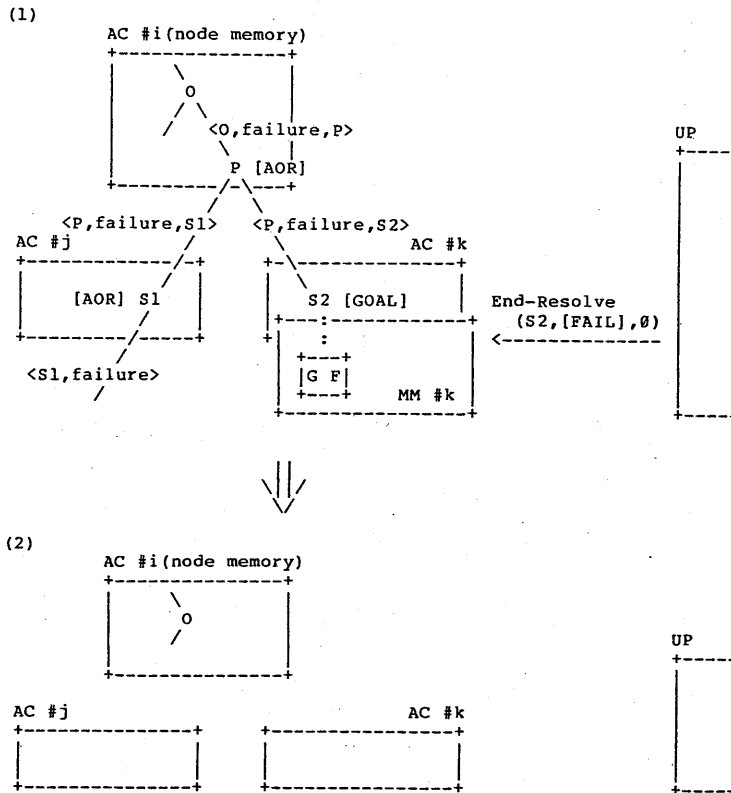 (1)
AC #i(node memory)
O
<O,failure,P>
UP
P [AOR]
<P,failure,S1> <P,failure,S2>
AC #j AC #k
[AOR] S1 S2 [GOAL] End-Resolve
(S2,[FAIL],0)
G F
<S1,failure> MM #k
(2)
AC #i(node memory)
O
UP
AC #j AC #k